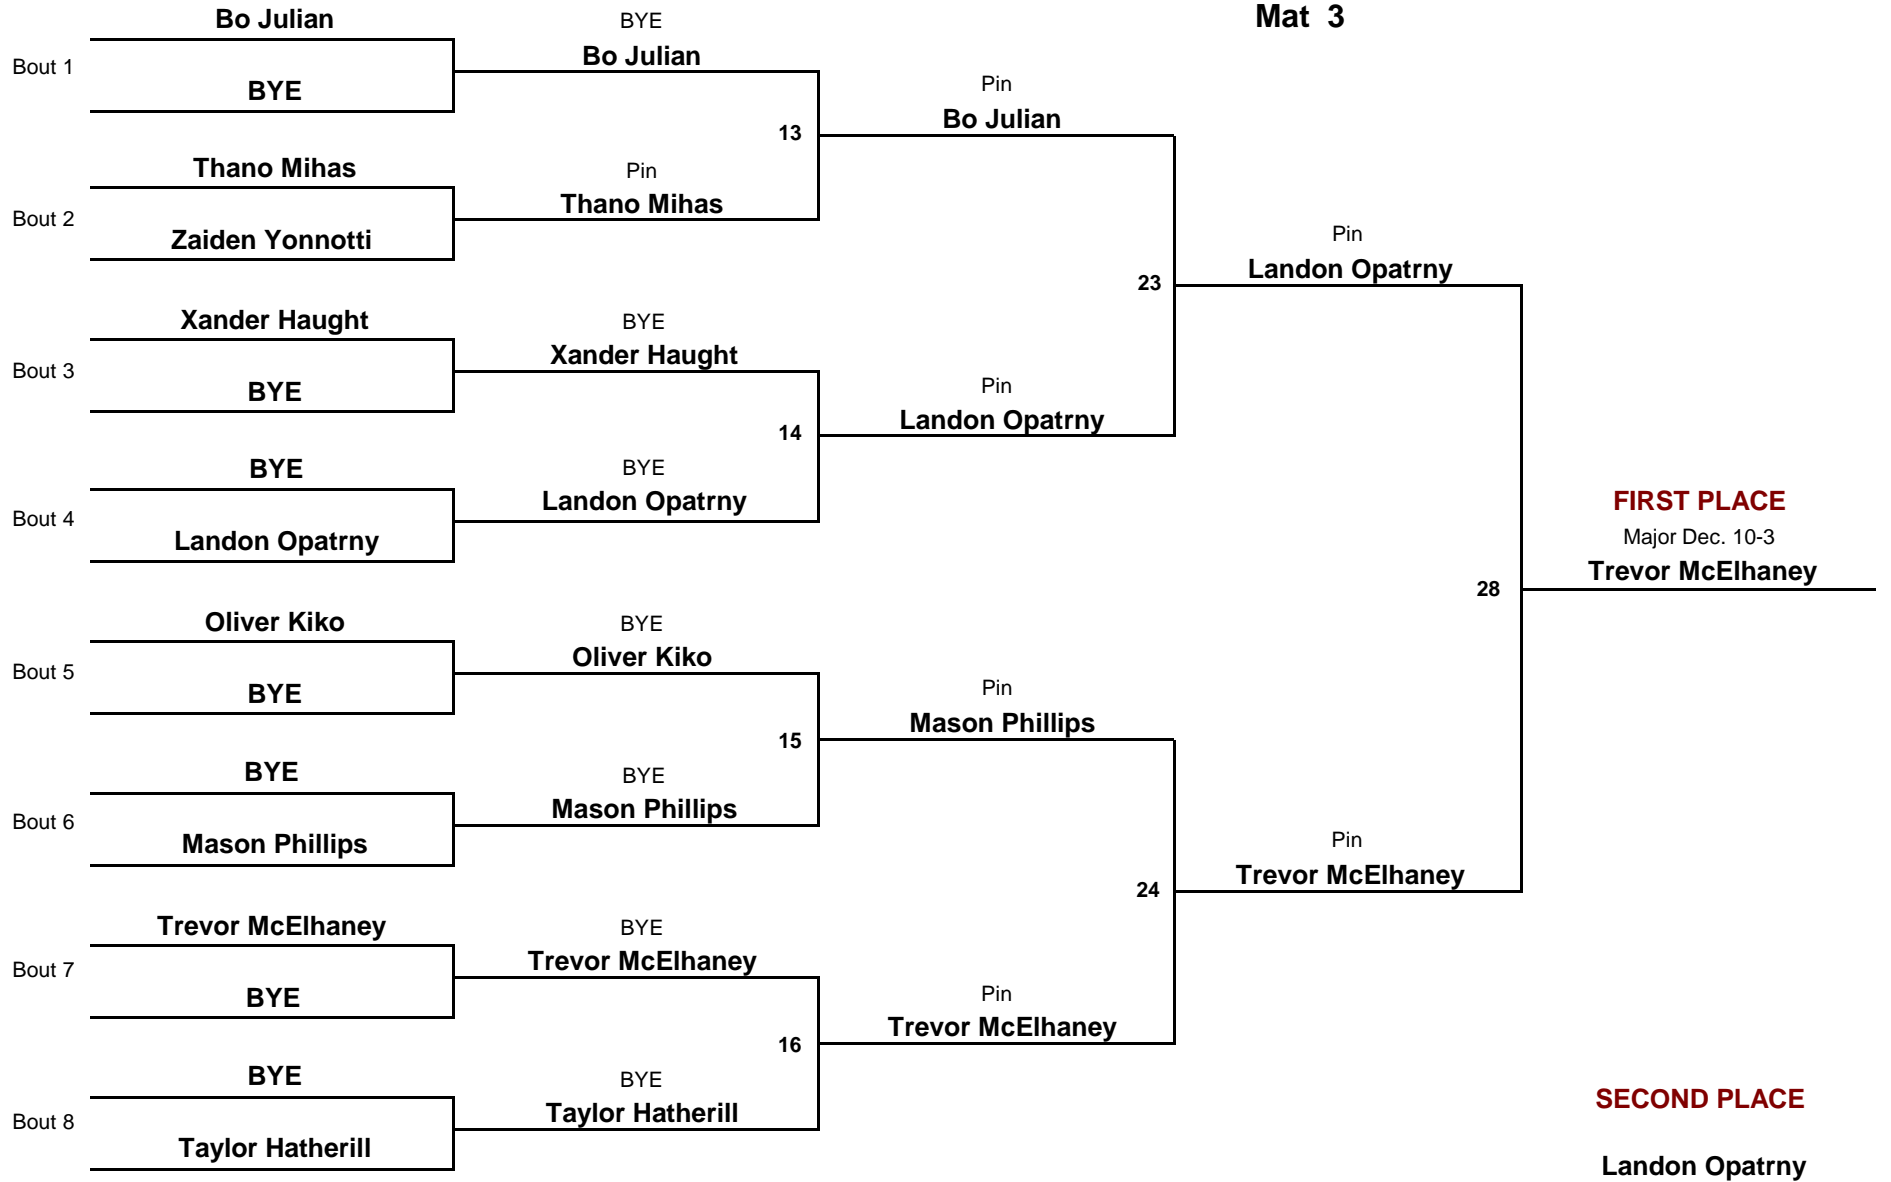 Mat 3
Bo Julian
Bout 1
BYE
Thano Mihas
Bout 2
Zaiden Yonnotti
Xander Haught
Bout 3
BYE
BYE
Bout 4
Landon Opatrny
Oliver Kiko
Bout 5
BYE
BYE
Bout 6
Mason Phillips
Trevor McElhaney
Bout 7
BYE
BYE
Bout 8
Taylor Hatherill
BYE
Bo Julian
13
Pin
Thano Mihas
BYE
Xander Haught
14
BYE
Landon Opatrny
BYE
Oliver Kiko
15
BYE
Mason Phillips
BYE
Trevor McElhaney
16
BYE
Taylor Hatherill
Pin
Bo Julian
23
Pin
Landon Opatrny
Pin
Mason Phillips
24
Pin
Trevor McElhaney
Pin
Landon Opatrny
28
Pin
Trevor McElhaney
FIRST PLACE
Major Dec. 10-3
Trevor McElhaney
SECOND PLACE
Landon Opatrny